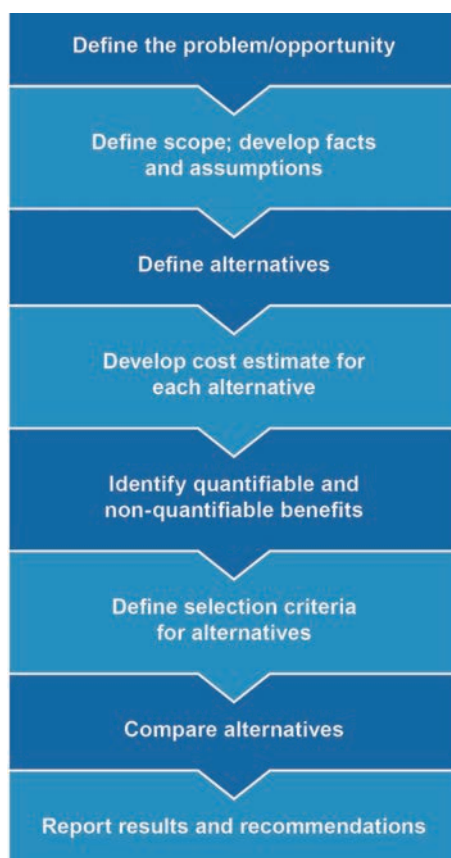 Define the problem/opportunity
Define scope; develop facts
and assumptions
Define alternatives
Develop cost estimate for
each alternative
Identify quantifiable and
non-quantifiable benefits
Define selection criteria
for alternatives
Compare alternatives
Report results and recommendations